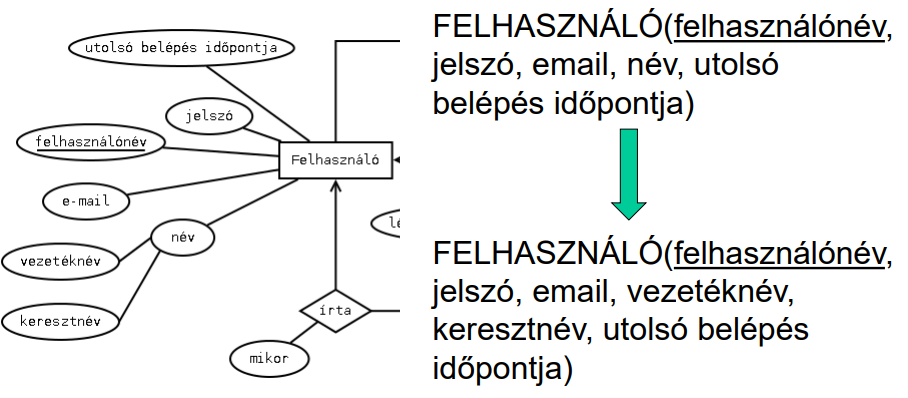 utolsó belépés időpontja
jelszó
felhasználónév
Felhasználó
e-mail
név
vezetéknév
keresztnév
írta
mikor
FELHASZNÁLÓ(felhasználónév,
jelszó, email, név, utolsó
belépés időpontja)
FELHASZNÁLÓ(felhasználónév,
jelszó, email, vezetéknév,
keresztnév, utolsó belépés
időpontja)